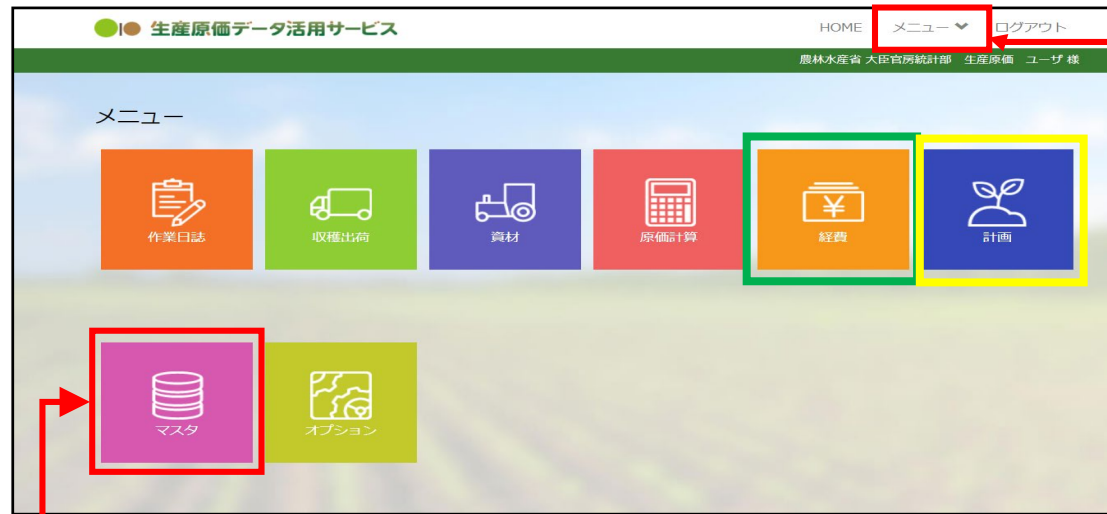 生産原価データ活用サービス
HOME メニュー ログアウト
農林水産省 大臣官房統計部 生産原価 ユーザ 様
メニュー
作業日誌 収穫出荷 資材 原価計算 経費 計画
マスタ オプション